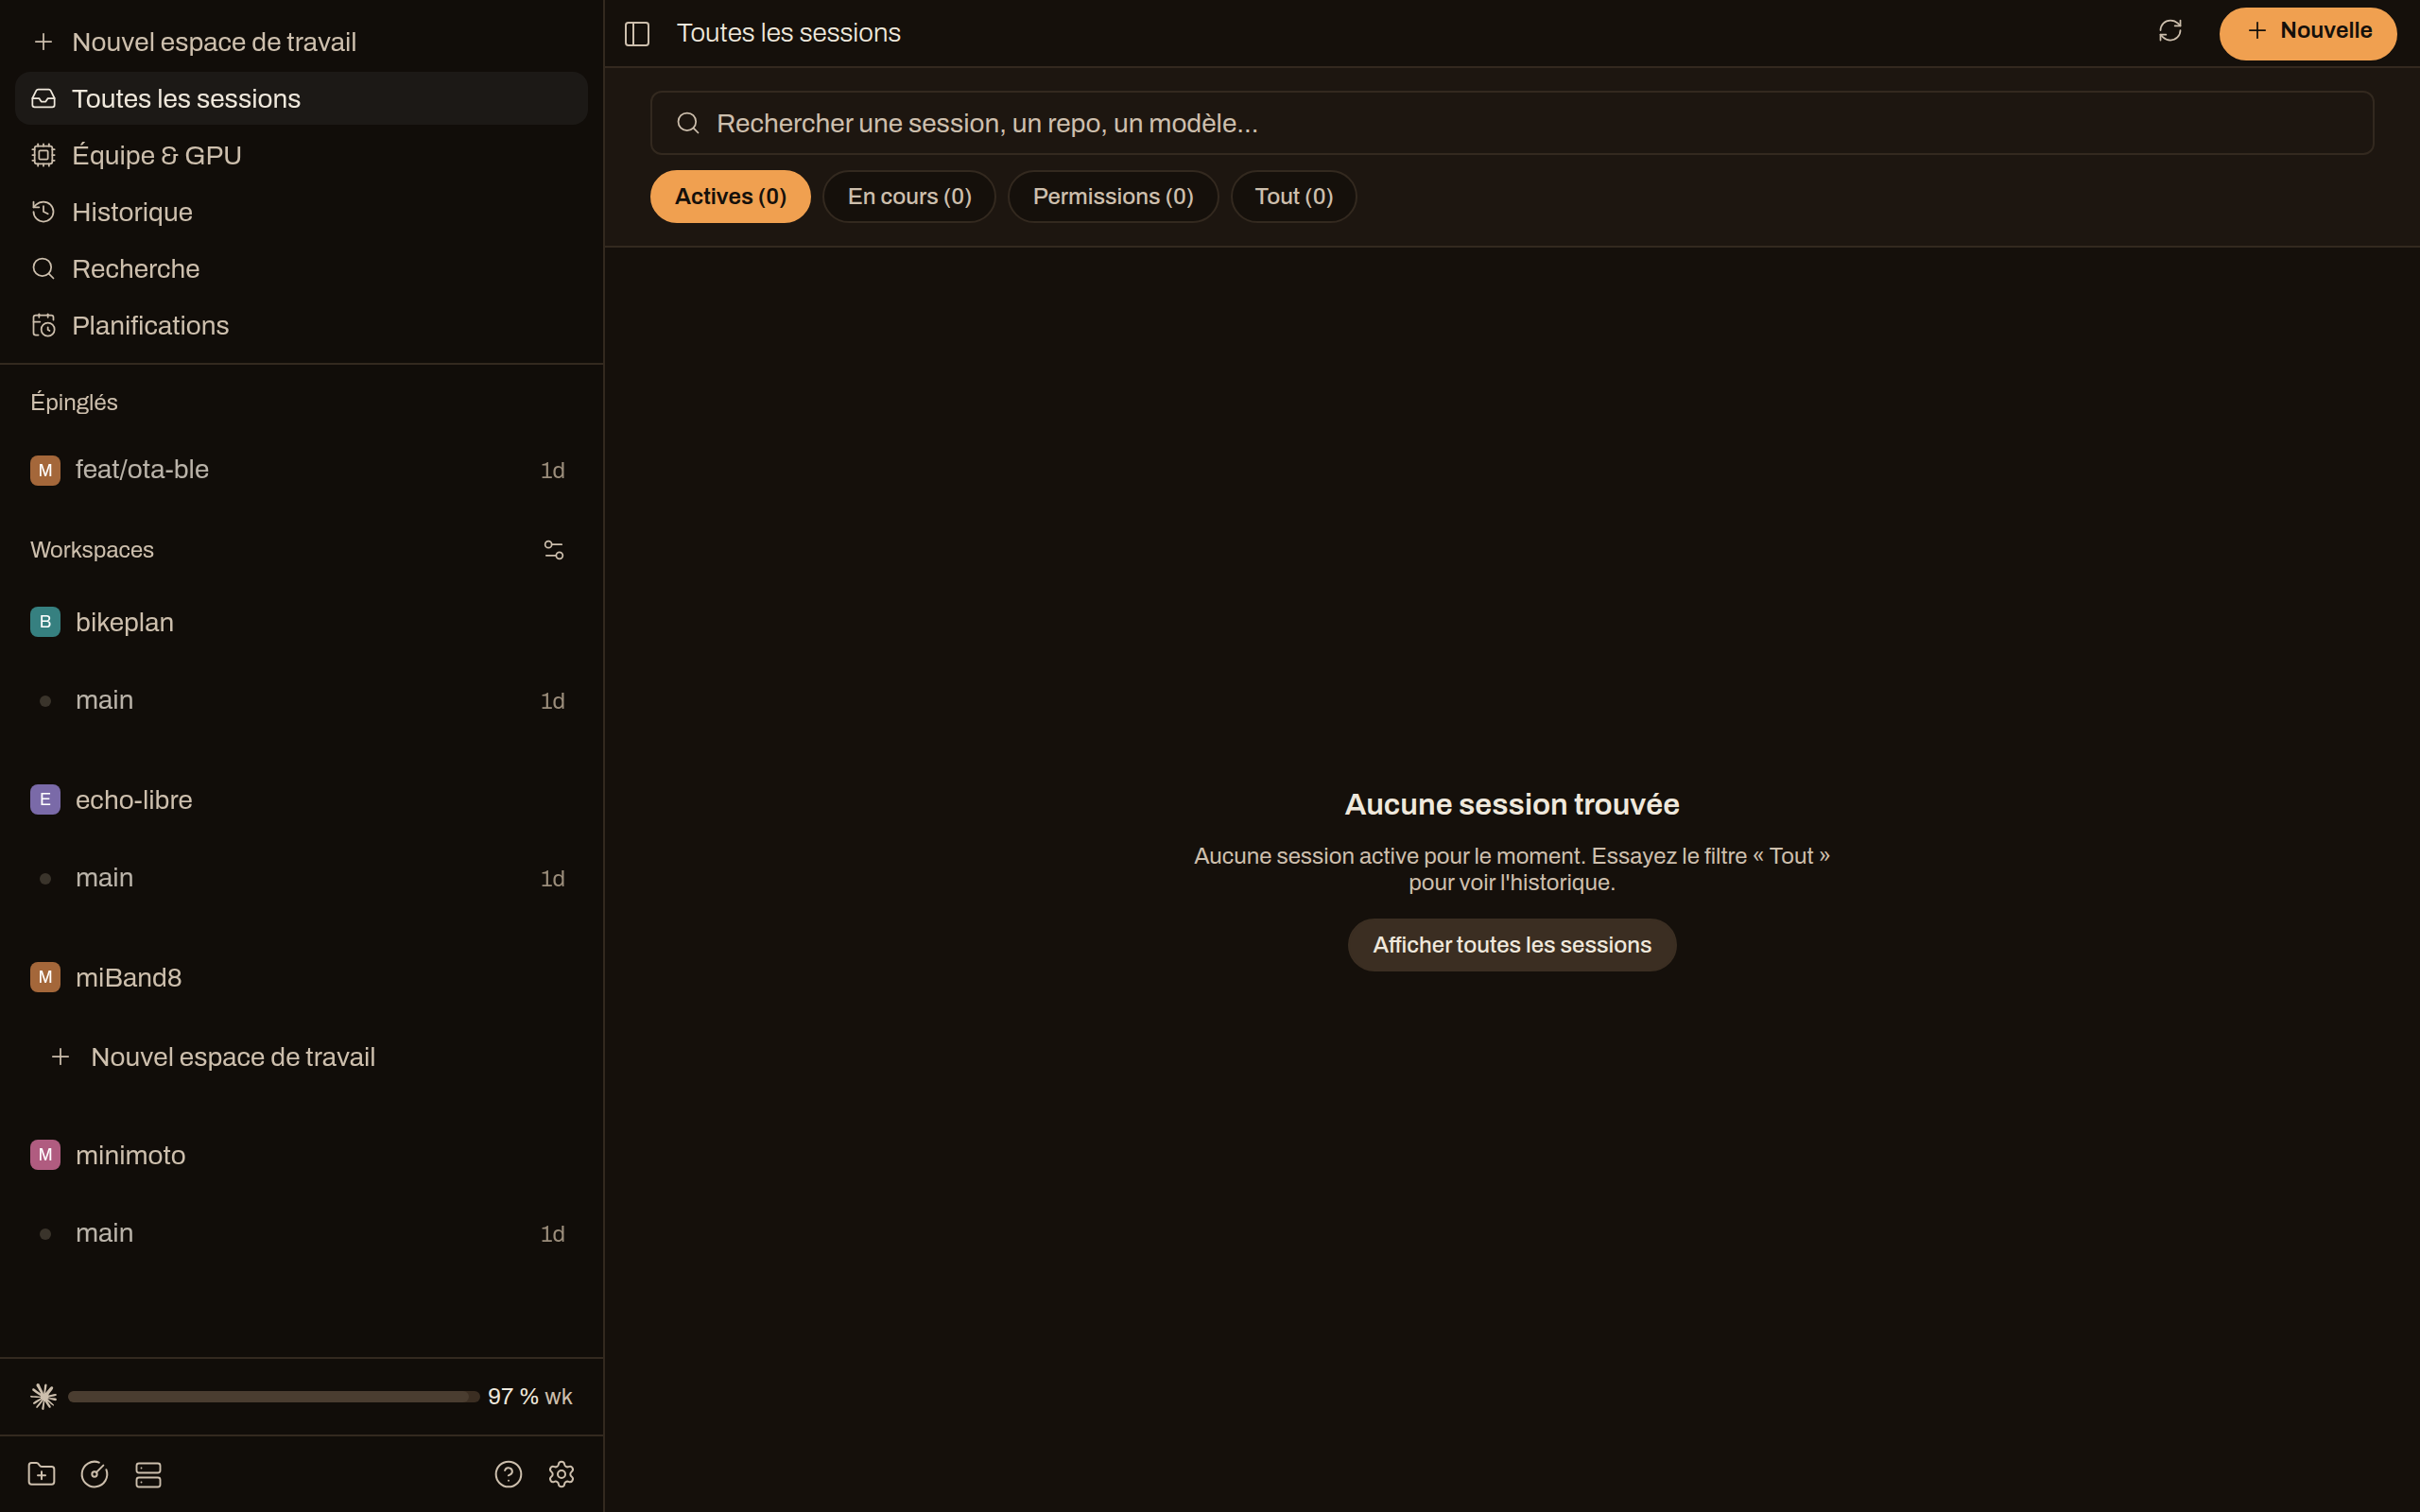 Nouvel espace de travail
Toutes les sessions
Équipe & GPU
Historique
Recherche
Planifications
Épinglés
M feat/ota-ble 1d
Workspaces
B bikeplan
main 1d
E echo-libre
main 1d
M miBand8
Nouvel espace de travail
M minimoto
main 1d
97 % wk
Toutes les sessions
Nouvelle
Rechercher une session, un repo, un modèle...
Actives (0) En cours (0) Permissions (0) Tout (0)
Aucune session trouvée
Aucune session active pour le moment. Essayez le filtre « Tout »
pour voir l'historique.
Afficher toutes les sessions